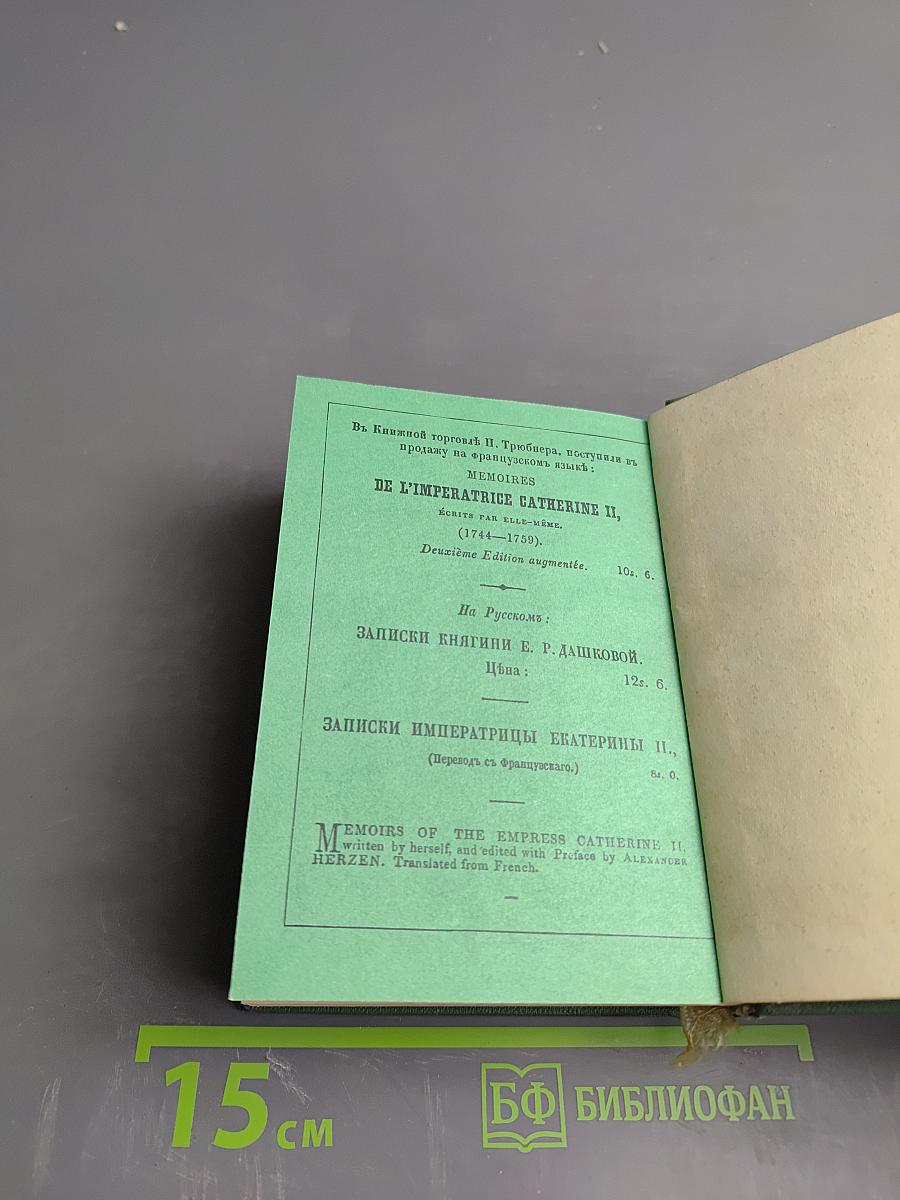 Въ Книжной торговлѣ Н. Трюбнера, поступили въ
продажу на Французскомъ языкѣ:
MEMOIRES
DE L'IMPERATRICE CATHERINE II,
ÉCRITS PAR ELLE-MÊME.
(1744—1759).
Deuxième Edition augmentée. 10s. 6.
На Русскомъ:
ЗАПИСКИ КНЯГИНИ Е. Р. ДАШКОВОЙ.
Цѣна: 12s. 6.
ЗАПИСКИ ИМПЕРАТРИЦЫ ЕКАТЕРИНЫ II.,
(Переводъ съ Французскаго.) 8s. 0.
MEMOIRS OF THE EMPRESS CATHERINE II.
written by herself, and edited with Preface by ALEXANDER
HERZEN. Translated from French.
15 см
БФ БИБЛИОФАН